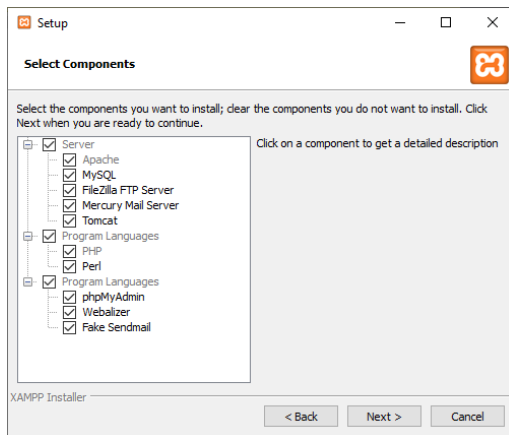 Setup
Select Components
Select the components you want to install; clear the components you do not want to install. Click
Next when you are ready to continue.
Server
Apache
MySQL
FileZilla FTP Server
Mercury Mail Server
Tomcat
Program Languages
PHP
Perl
Program Languages
phpMyAdmin
Webalizer
Fake Sendmail
Click on a component to get a detailed description
XAMPP Installer
< Back
Next >
Cancel